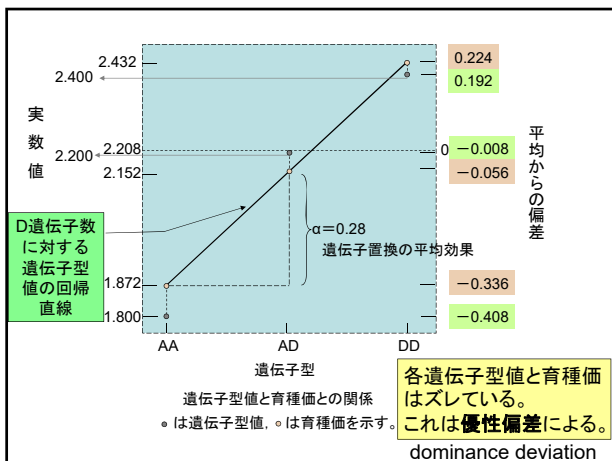 2.432
2.400
実数値
2.208
2.200
2.152
1.872
1.800
D遺伝子数
に対する
遺伝子型
値の回帰
直線
α=0.28
遺伝子置換の平均効果
0.224
0.192
0
-0.008
-0.056
-0.336
-0.408
平均からの偏差
AA
AD
DD
遺伝子型
遺伝子型値と育種価との関係
は遺伝子型値, は育種価を示す。
各遺伝子型値と育種価
はズレている。
これは優性偏差による。
dominance deviation